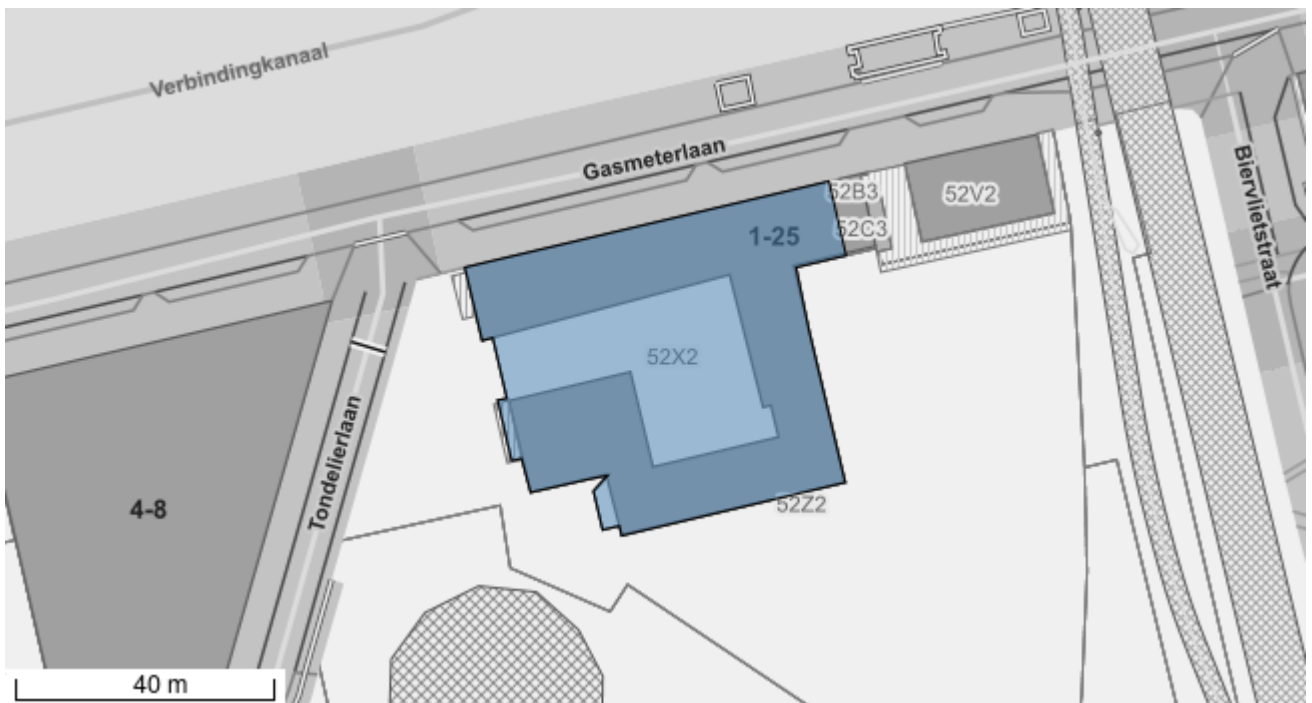 Verbindingkanaal
Gasmeterlaan
Biervlietstraat
52B3
52V2
52C3
1-25
52X2
Tondelierlaan
4-8
52Z2
40 m